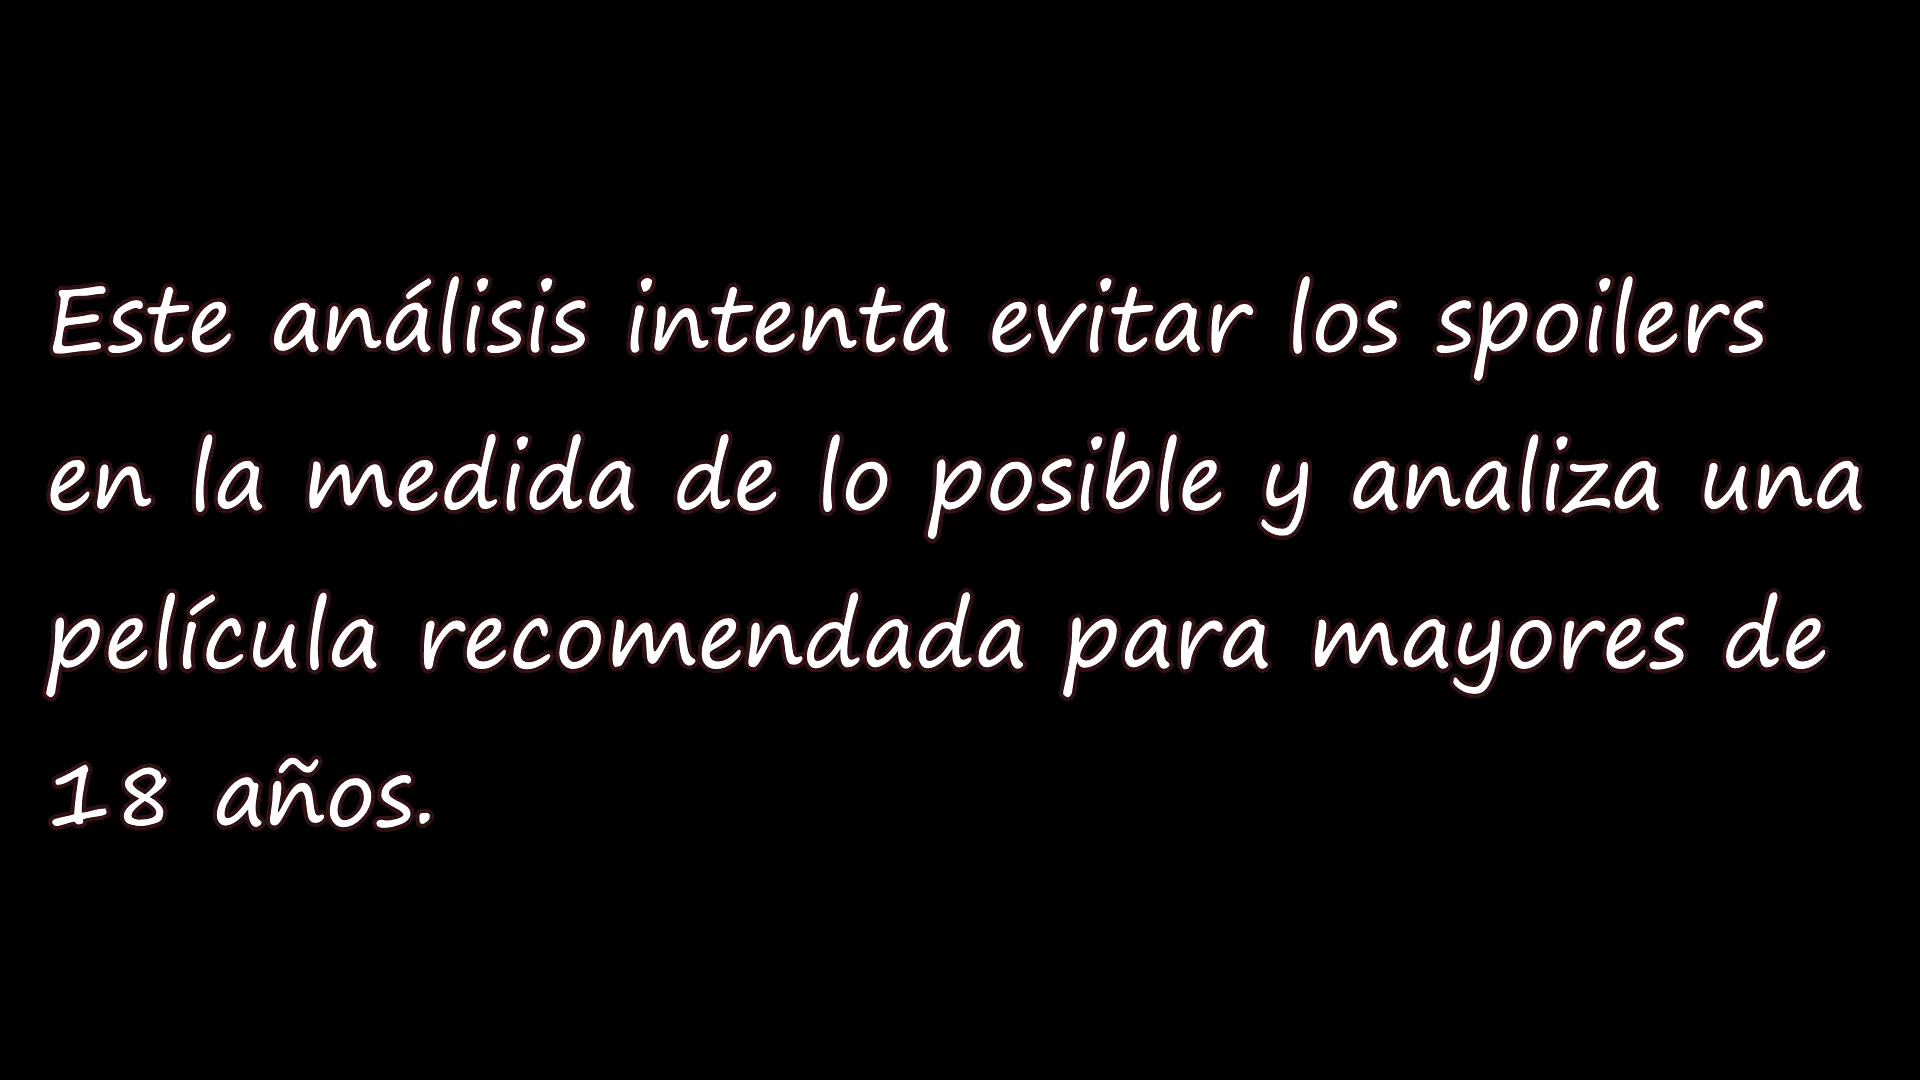 Este análisis intenta evitar los spoilers
en la medida de lo posible y analiza una
película recomendada para mayores de
18 años.